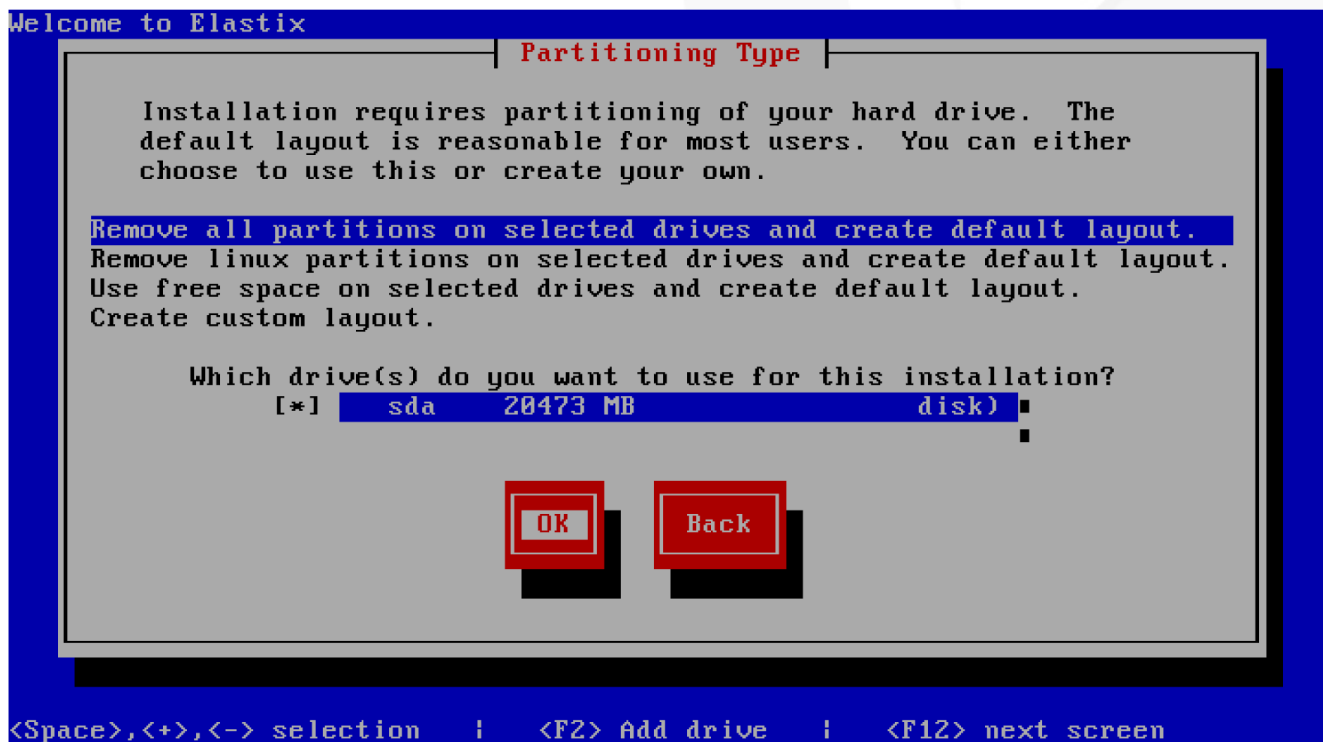 Welcome to Elastix
Partitioning Type
Installation requires partitioning of your hard drive.  The
default layout is reasonable for most users.  You can either
choose to use this or create your own.
Remove all partitions on selected drives and create default layout.
Remove linux partitions on selected drives and create default layout.
Use free space on selected drives and create default layout.
Create custom layout.
Which drive(s) do you want to use for this installation?
[*]    sda    20473 MB    disk)
OK    Back
<Space>,<+>,<-> selection   |   <F2> Add drive   |   <F12> next screen